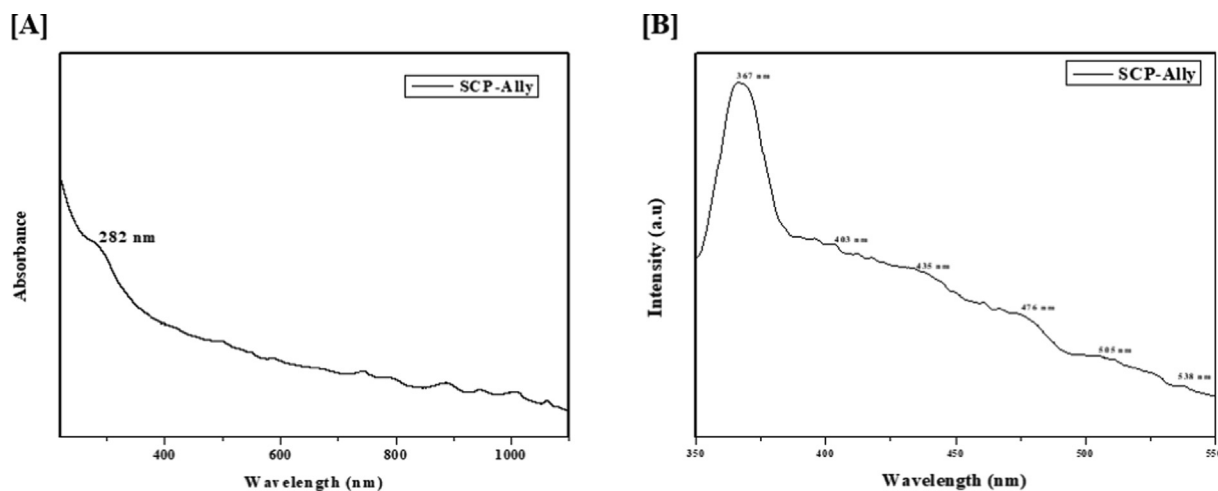 [A]
SCP-Ally
282 nm
Absorbance
400
600
800
1000
Wavelength (nm)
[B]
367 nm
SCP-Ally
403 nm
435 nm
476 nm
505 nm
538 nm
Intensity (a.u)
350
400
450
500
550
Wavelength (nm)